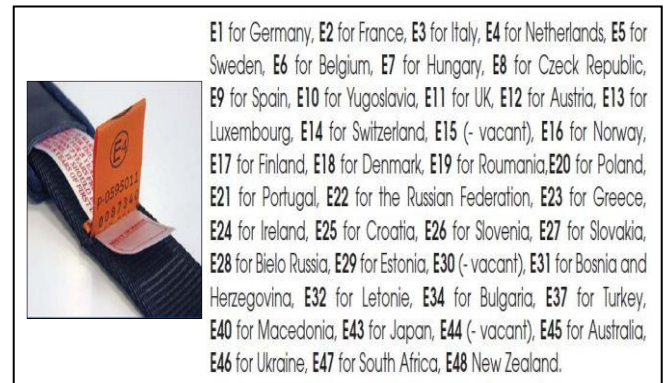 E1 for Germany, E2 for France, E3 for Italy, E4 for Netherlands, E5 for
Sweden, E6 for Belgium, E7 for Hungary, E8 for Czeck Republic,
E9 for Spain, E10 for Yugoslavia, E11 for UK, E12 for Austria, E13 for
Luxembourg, E14 for Switzerland, E15 (- vacant), E16 for Norway,
E17 for Finland, E18 for Denmark, E19 for Roumania,E20 for Poland,
E21 for Portugal, E22 for the Russian Federation, E23 for Greece,
E24 for Ireland, E25 for Croatia, E26 for Slovenia, E27 for Slovakia,
E28 for Bielo Russia, E29 for Estonia, E30 (- vacant), E31 for Bosnia and
Herzegovina, E32 for Letonie, E34 for Bulgaria, E37 for Turkey,
E40 for Macedonia, E43 for Japan, E44 (- vacant), E45 for Australia,
E46 for Ukraine, E47 for South Africa, E48 New Zealand.
E4
P-0595011